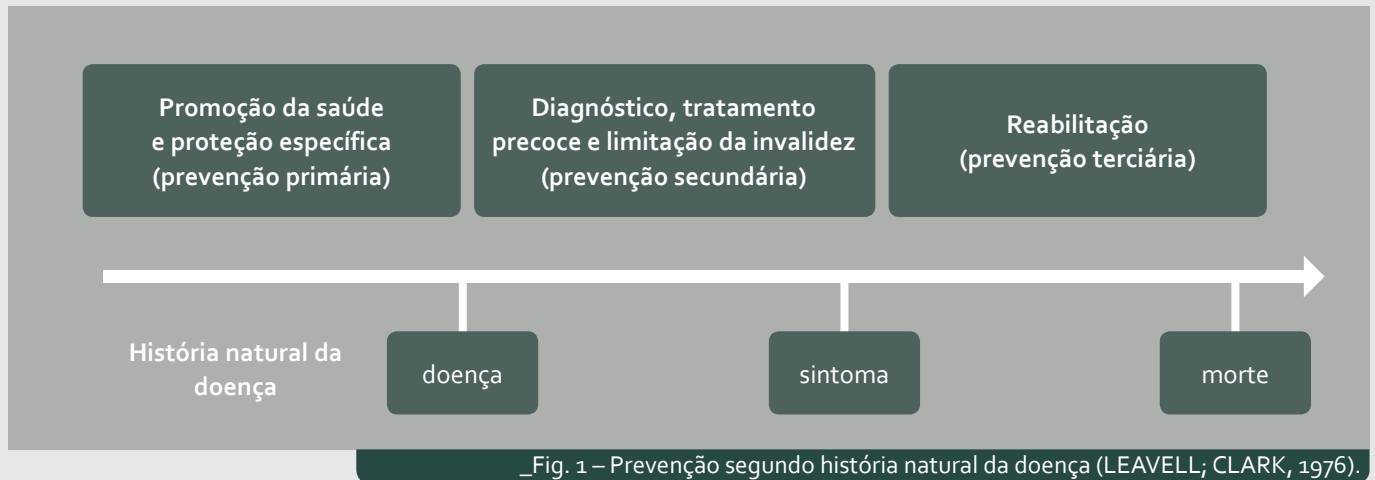 Promoção da saúde
e proteção específica
(prevenção primária)
Diagnóstico, tratamento
precoce e limitação da invalidez
(prevenção secundária)
Reabilitação
(prevenção terciária)
História natural da
doença
doença
sintoma
morte
_Fig. 1 – Prevenção segundo história natural da doença (LEAVELL; CLARK, 1976).